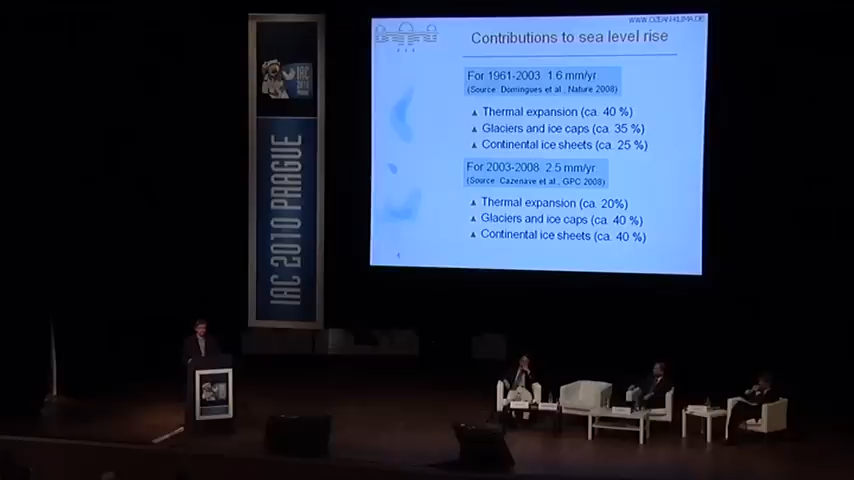 WWW.OZEAN-KLIMA.DE
Contributions to sea level rise
For 1961-2003 1.6 mm/yr
(Source: Domingues et al., Nature 2008)
▲ Thermal expansion (ca. 40 %)
▲ Glaciers and ice caps (ca. 35 %)
▲ Continental ice sheets (ca. 25 %)
For 2003-2008 2.5 mm/yr
(Source: Cazenave et al., GPC 2008)
▲ Thermal expansion (ca. 20%)
▲ Glaciers and ice caps (ca. 40 %)
▲ Continental ice sheets (ca. 40 %)
IAC
2010
IAC 2010 PRAGUE